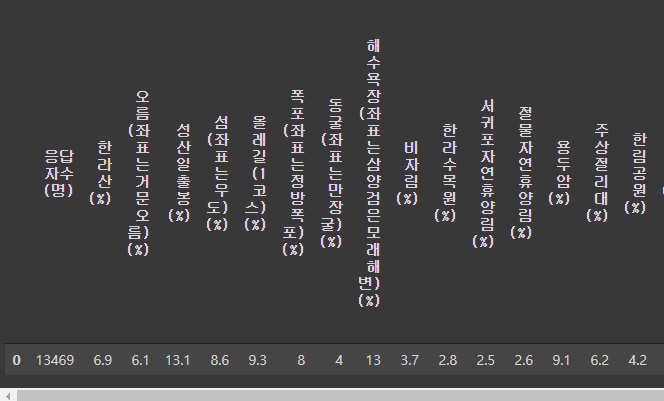 응답자수(명)
한라산(%)
오름(좌표는거문오름)(%)
성산일출봉(%)
섬(좌표는우도)(%)
올레길(1코스)(%)
폭포(좌표는정방폭포)(%)
동굴(좌표는만장굴)(%)
해수욕장(좌표는삼양검은모래해변)(%)
비자림(%)
한라수목원(%)
서귀포자연휴양림(%)
절물자연휴양림(%)
용두암(%)
주상절리대(%)
한림공원(%)
0 13469 6.9 6.1 13.1 8.6 9.3 8 4 13 3.7 2.8 2.5 2.6 9.1 6.2 4.2